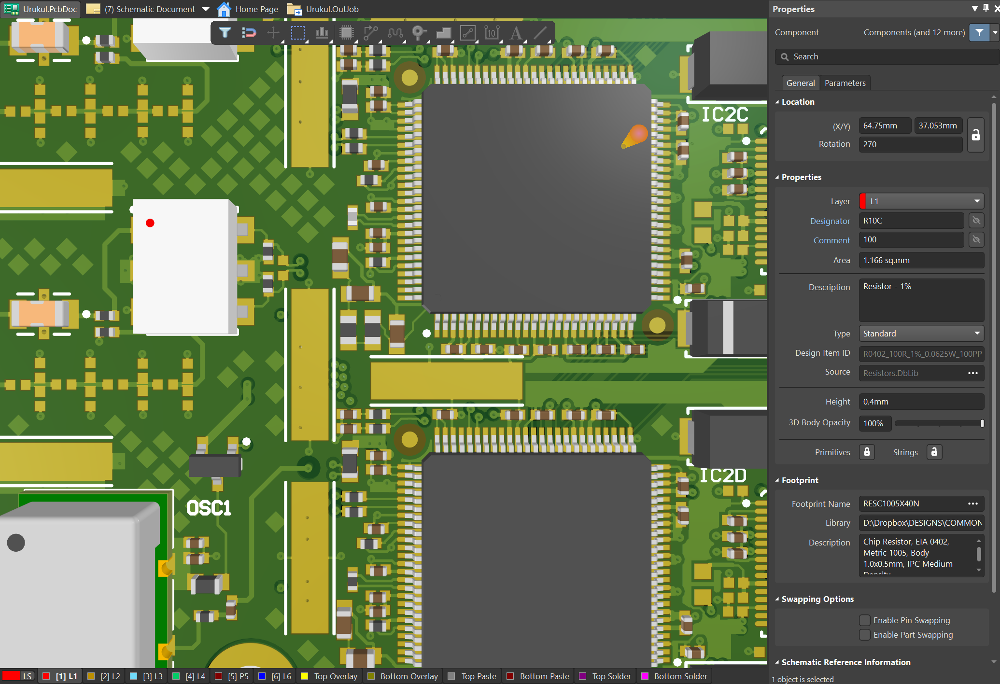 Urukul.PcbDoc
(7) Schematic Document
Home Page
Urukul.OutJob
10
A
IC2C
IC2D
OSC1
Properties
Component
Components (and 12 more)
Search
General
Parameters
Location
(X/Y)
64.75mm
37.053mm
Rotation
270
Properties
Layer
L1
Designator
R10C
Comment
100
Area
1.166 sq.mm
Description
Resistor - 1%
Type
Standard
Design Item ID
R0402_100R_1%_0.0625W_100PP
Source
Resistors.DbLib
Height
0.4mm
3D Body Opacity
100%
Primitives
Strings
Footprint
Footprint Name
RESC1005X40N
Library
D:\Dropbox\DESIGNS\COMMON
Description
Chip Resistor, EIA 0402,
Metric 1005, Body
1.0x0.5mm, IPC Medium
Density
Swapping Options
Enable Pin Swapping
Enable Part Swapping
Schematic Reference Information
1 object is selected
LS
[1] L1
[2] L2
[3] L3
[4] L4
[5] P5
[6] L6
Top Overlay
Bottom Overlay
Top Paste
Bottom Paste
Top Solder
Bottom Solder